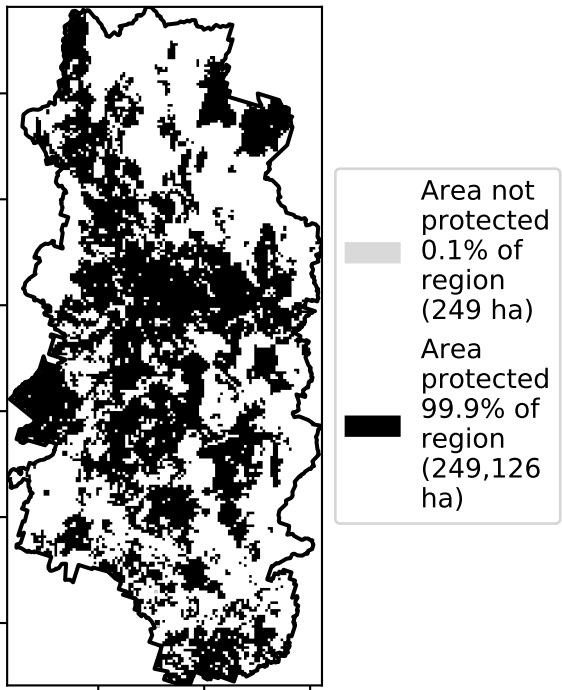 Area not
protected
0.1% of
region
(249 ha)
Area
protected
99.9% of
region
(249,126
ha)